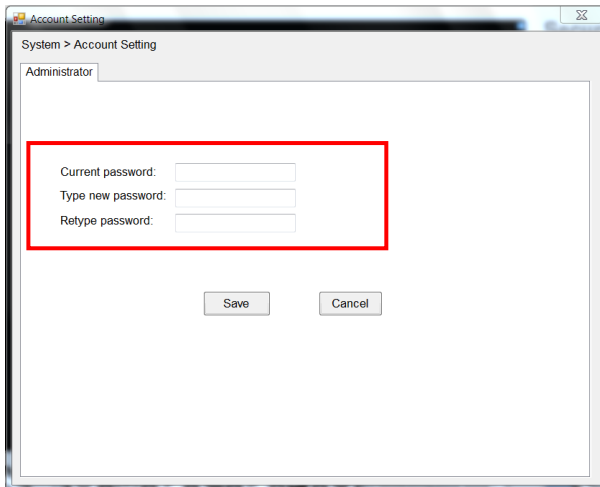 Account Setting
System > Account Setting
Administrator
Current password:
Type new password:
Retype password:
Save Cancel